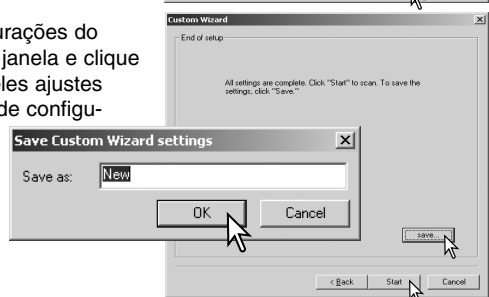 urações do
janela e clique
les ajustes
de configu-
Custom Wizard
End of setup
All settings are complete. Click "Start" to scan. To save the
settings, click "Save."
Save Custom Wizard settings
Save as: New
OK Cancel
save...
< Back Start Cancel